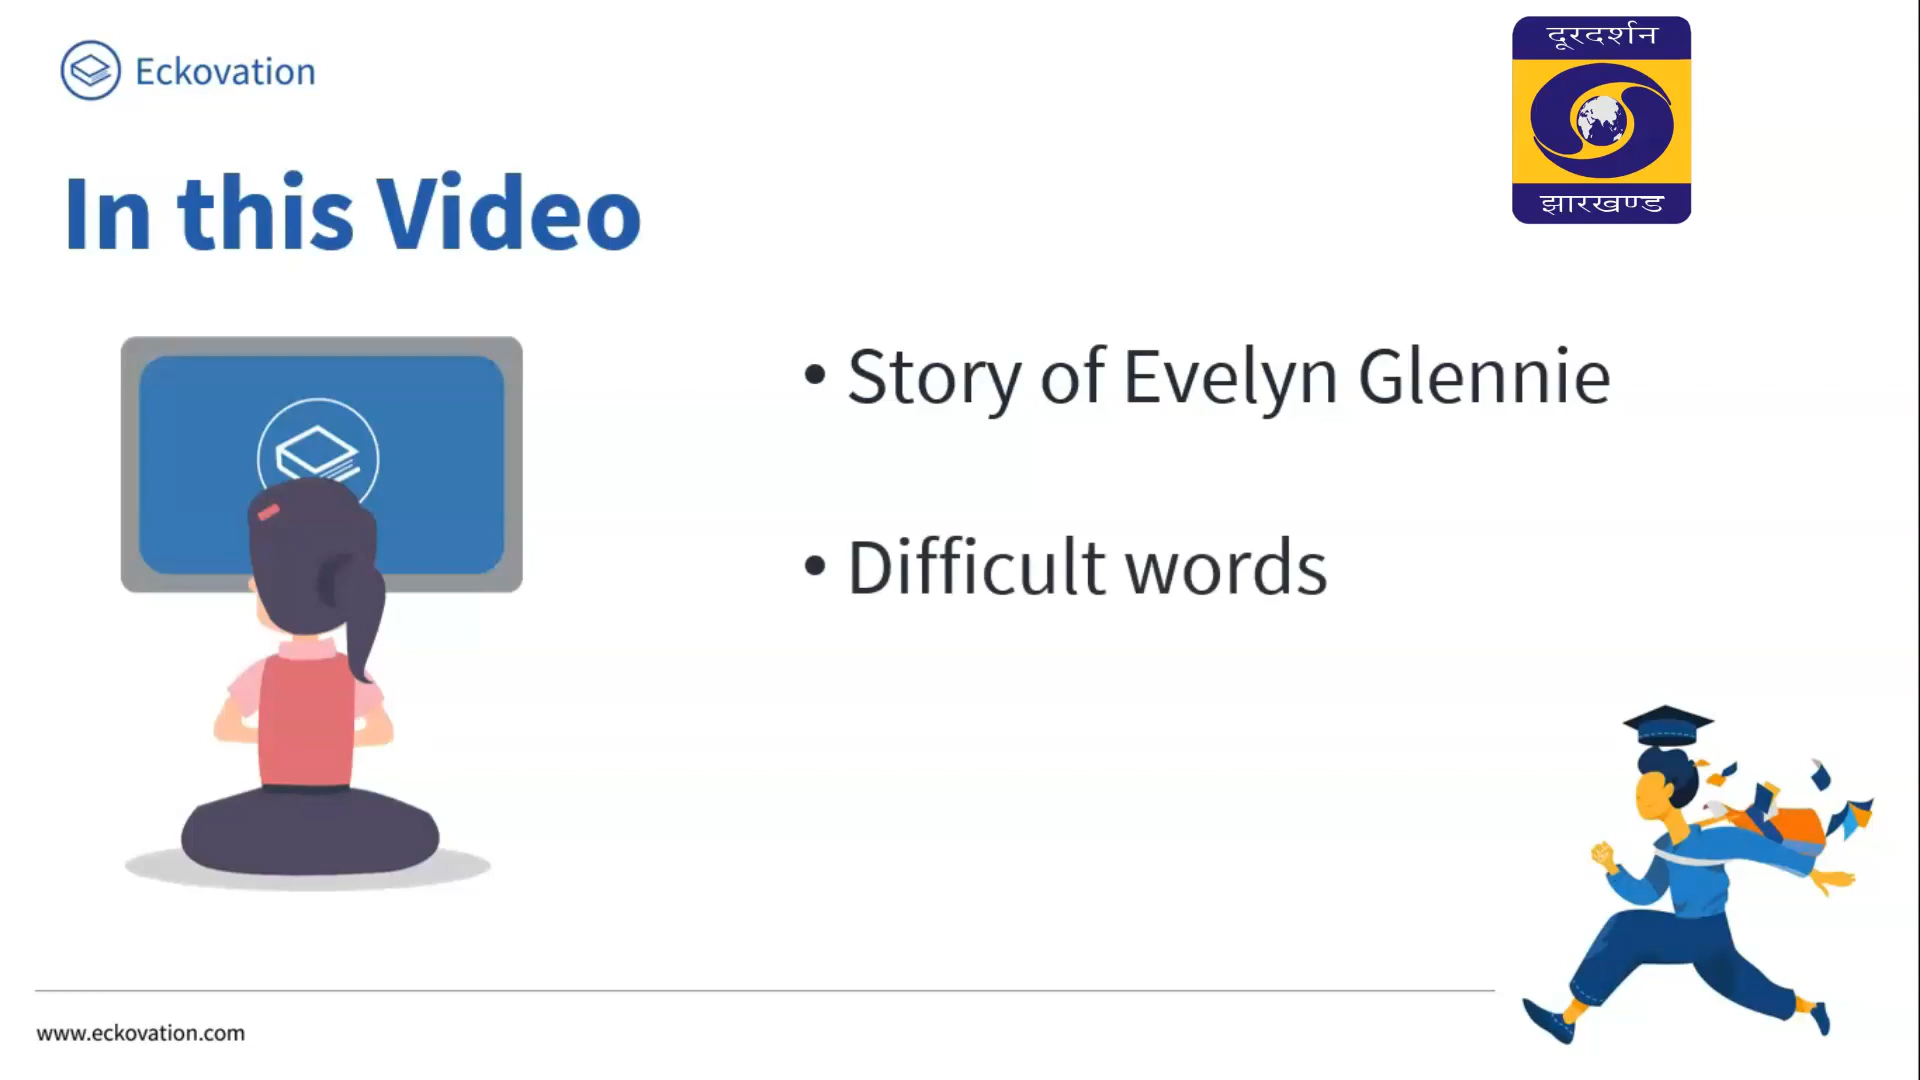 Eckovation
दूरदर्शन
झारखण्ड
In this Video
• Story of Evelyn Glennie
• Difficult words
www.eckovation.com